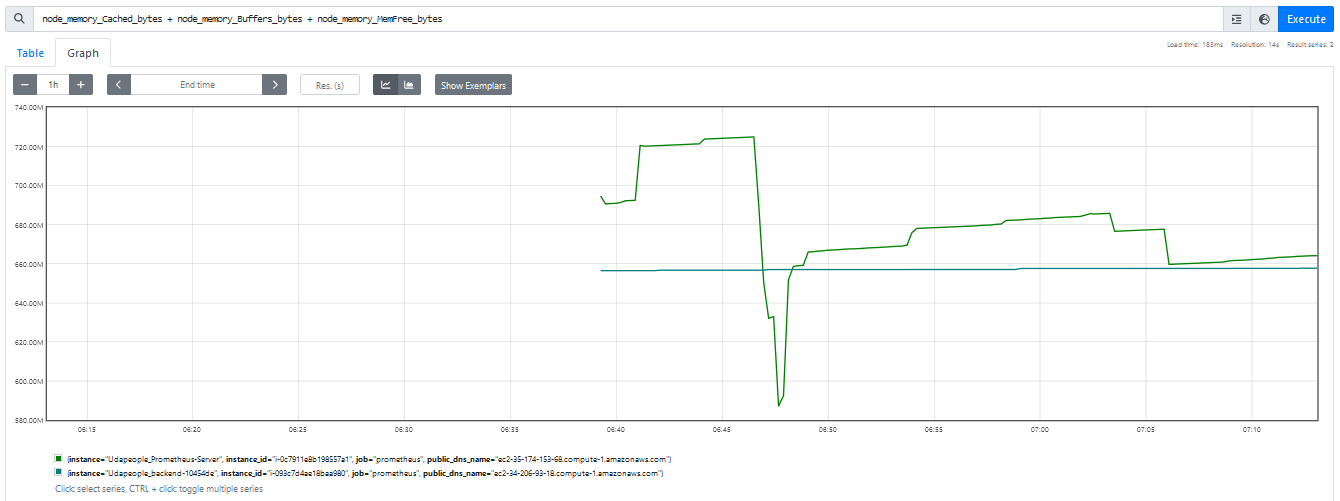 node_memory_Cached_bytes + node_memory_Buffers_bytes + node_memory_MemFree_bytes
Execute
Table
Graph
Load time: 183ms Resolution: 14s Result series: 2
− 1h + End time Res. (s) Show Exemplars
740.00M
720.00M
700.00M
680.00M
660.00M
640.00M
620.00M
600.00M
580.00M
06:15 06:20 06:25 06:30 06:35 06:40 06:45 06:50 06:55 07:00 07:05 07:10
{instance="Udapeople_Prometheus-Server", instance_id="i-0c7911e8b198557a1", job="prometheus", public_dns_name="ec2-35-174-153-68.compute-1.amazonaws.com"}
{instance="Udapeople_backend-10454de", instance_id="i-093c7d4ae18baa980", job="prometheus", public_dns_name="ec2-34-206-93-18.compute-1.amazonaws.com"}
Click: select series, CTRL + click: toggle multiple series